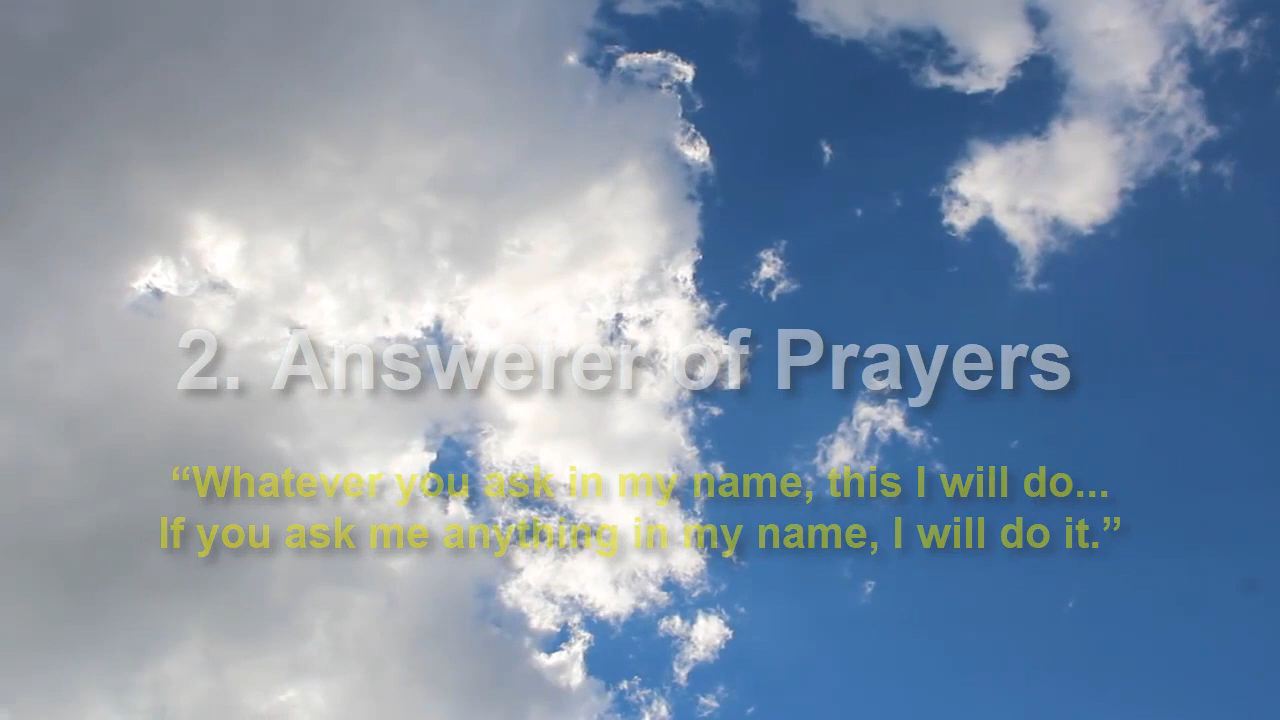 2. Answerer of Prayers
“Whatever you ask in my name, this I will do...
If you ask me anything in my name, I will do it.”